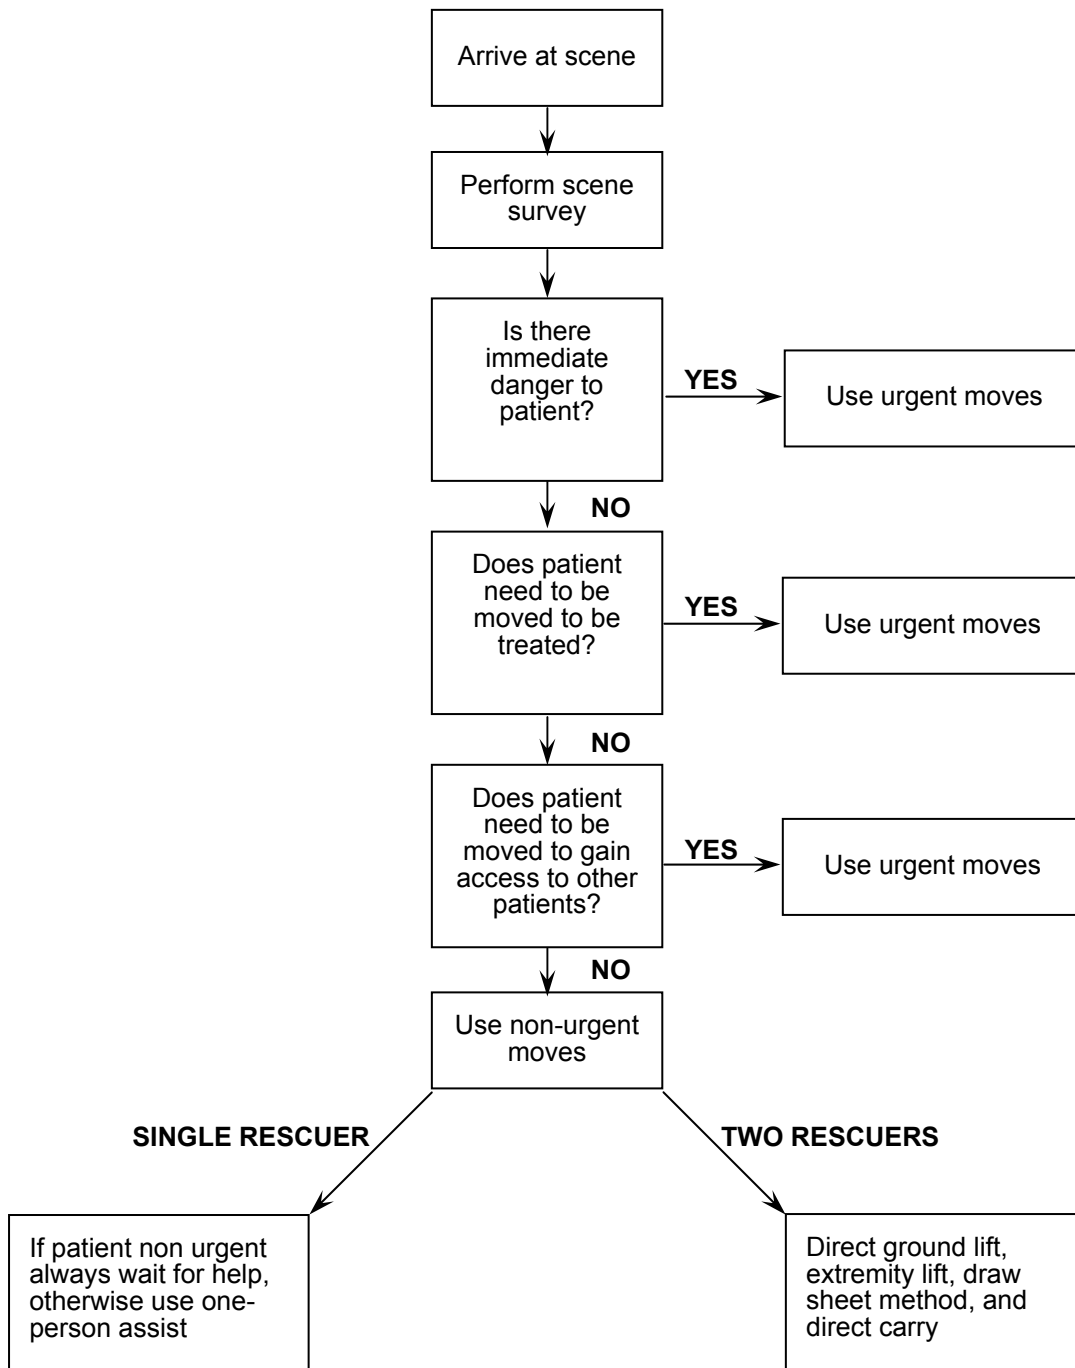 Arrive at scene
Perform scene
survey
Is there
immediate
danger to
patient?
YES
Use urgent moves
NO
Does patient
need to be
moved to be
treated?
YES
Use urgent moves
NO
Does patient
need to be
moved to gain
access to other
patients?
YES
Use urgent moves
NO
Use non-urgent
moves
SINGLE RESCUER
TWO RESCUERS
If patient non urgent
always wait for help,
otherwise use one-
person assist
Direct ground lift,
extremity lift, draw
sheet method, and
direct carry